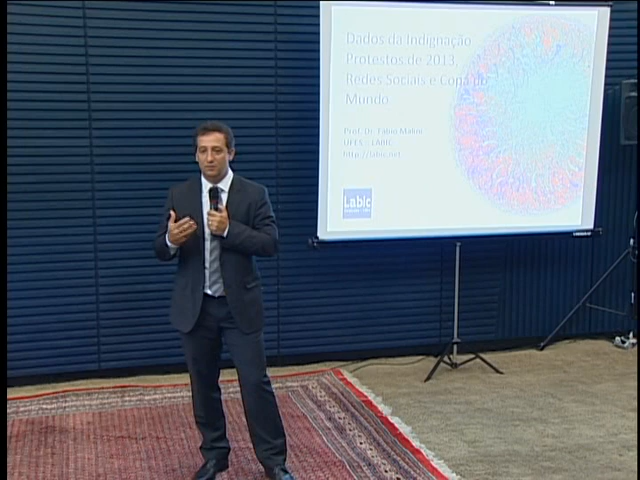 Dados da Indignação
Protestos de 2013,
Redes Sociais e Copa do
Mundo
Prof. Dr. Fábio Malini
UFES - LABIC
http://labic.net
Labic